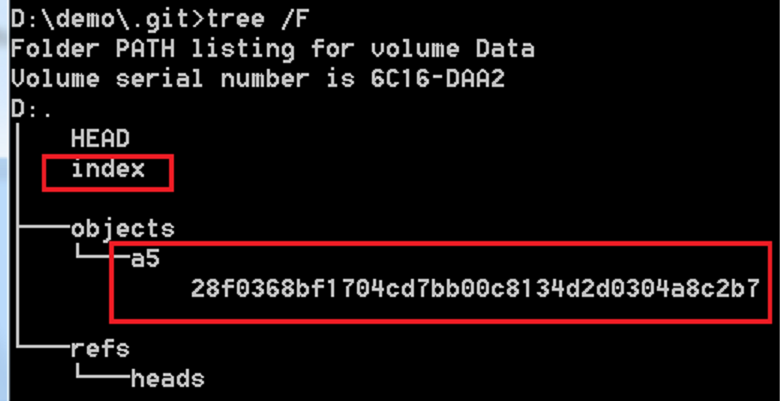 D:\demo\.git>tree /F
Folder PATH listing for volume Data
Volume serial number is 6C16-DAA2
D:.
HEAD
index
objects
a5
28f0368bf1704cd7bb00c8134d2d0304a8c2b7
refs
heads